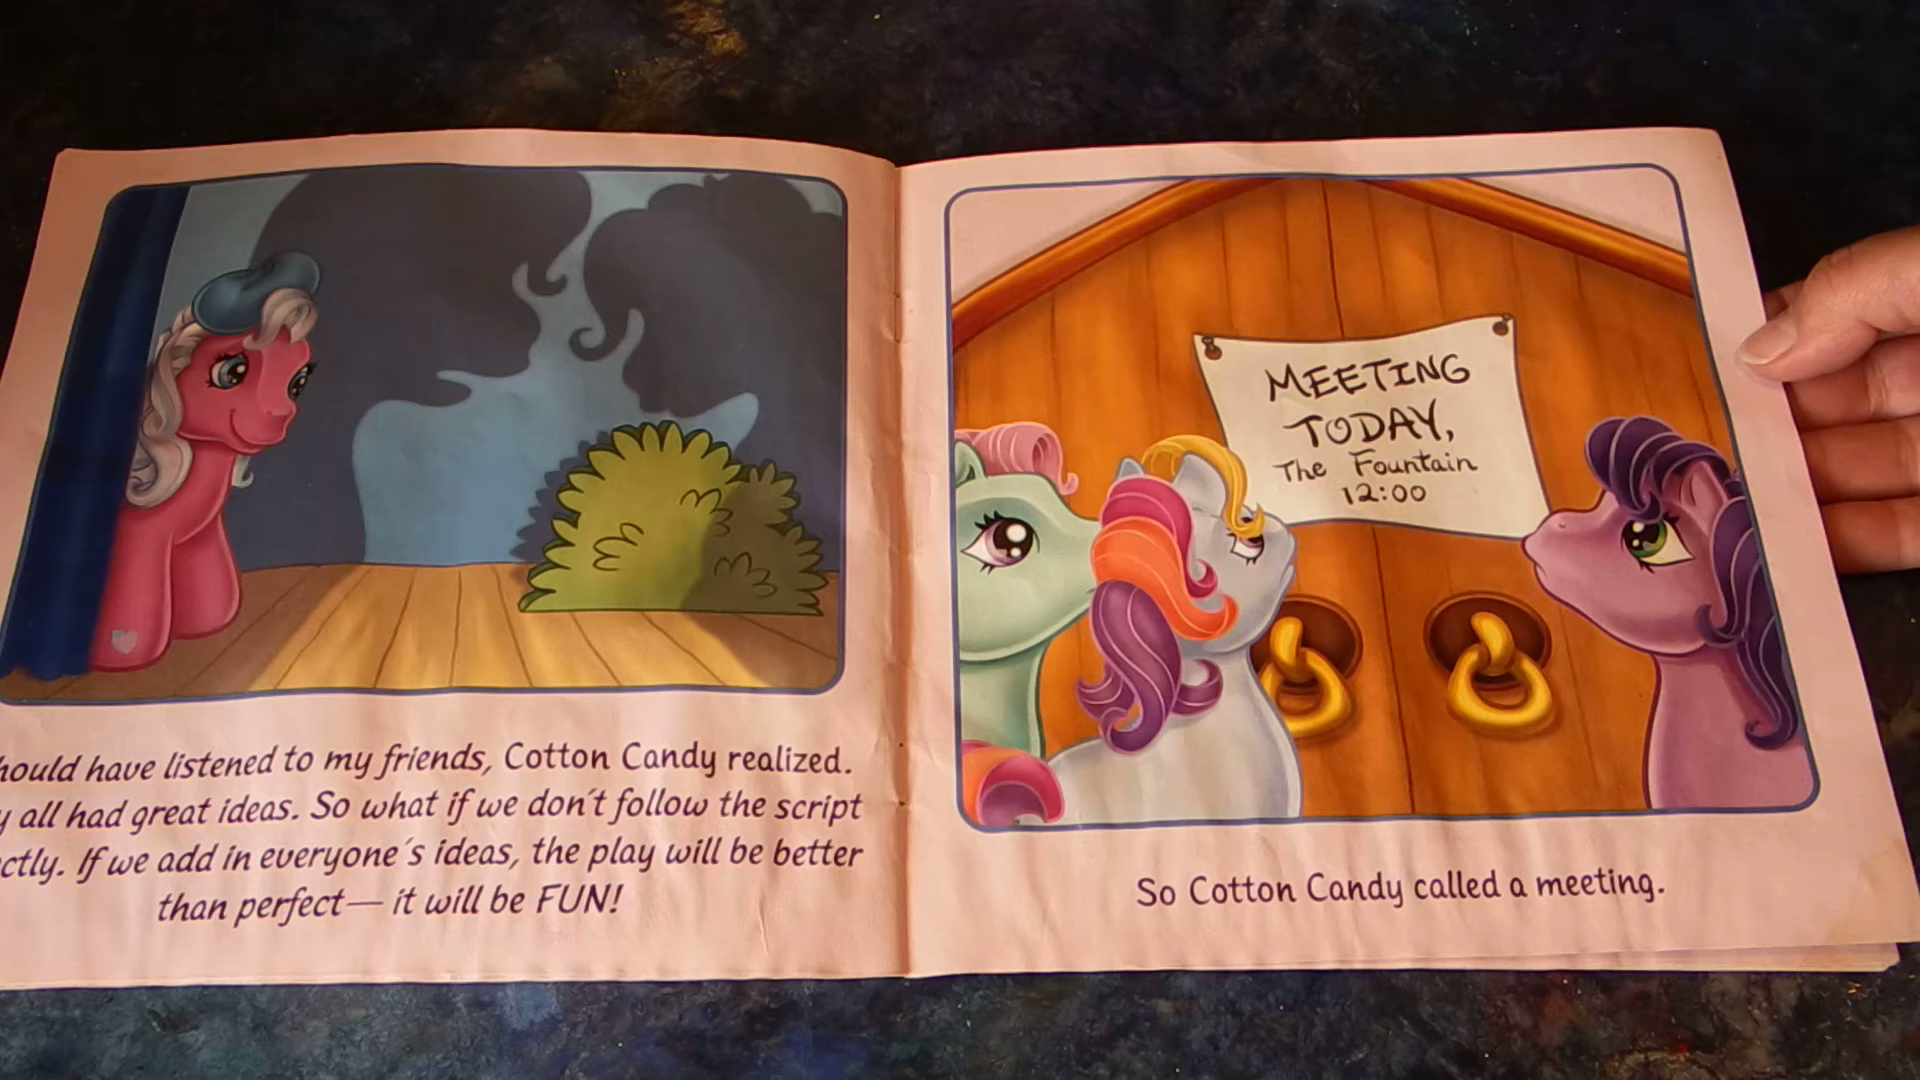 have listened to my friends, Cotton Candy realized.
all had great ideas. So what if we don't follow the script
If we add in everyone's ideas, the play will be better
than perfect— it will be FUN!
MEETING
TODAY,
The Fountain
12:00
So Cotton Candy called a meeting.